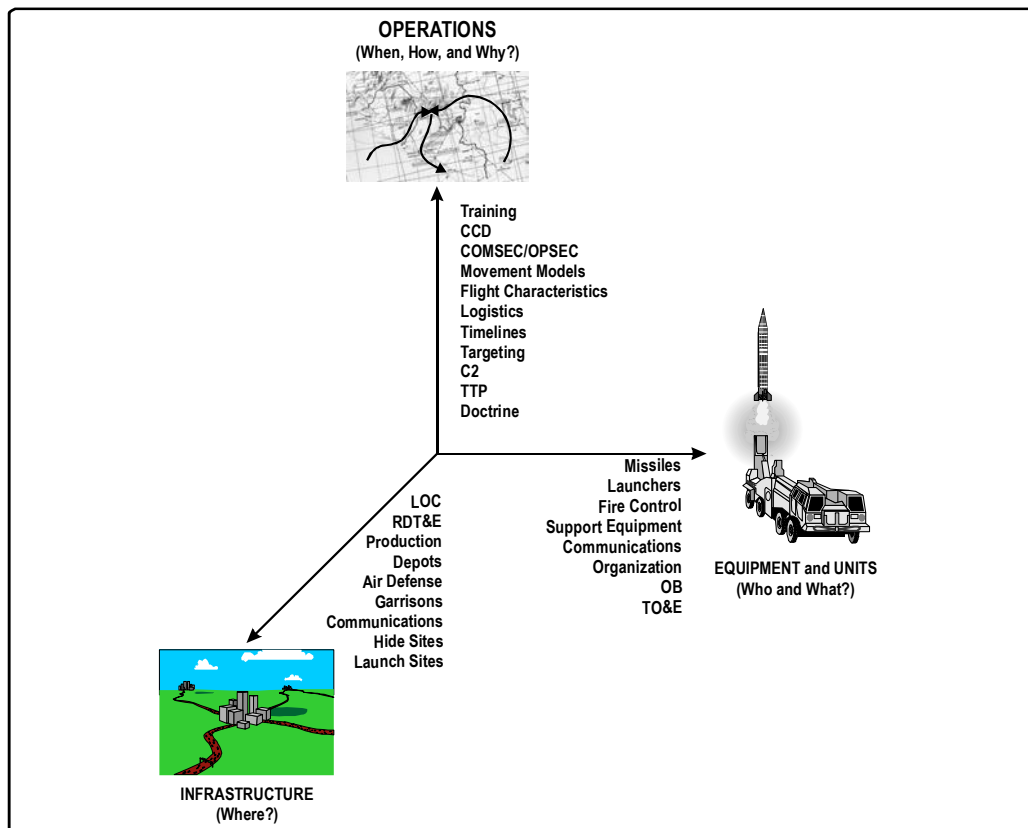 OPERATIONS
(When, How, and Why?)
Training
CCD
COMSEC/OPSEC
Movement Models
Flight Characteristics
Logistics
Timelines
Targeting
C2
TTP
Doctrine
Missiles
Launchers
Fire Control
Support Equipment
Communications
Organization
OB
TO&E
EQUIPMENT and UNITS
(Who and What?)
LOC
RDT&E
Production
Depots
Air Defense
Garrisons
Communications
Hide Sites
Launch Sites
INFRASTRUCTURE
(Where?)